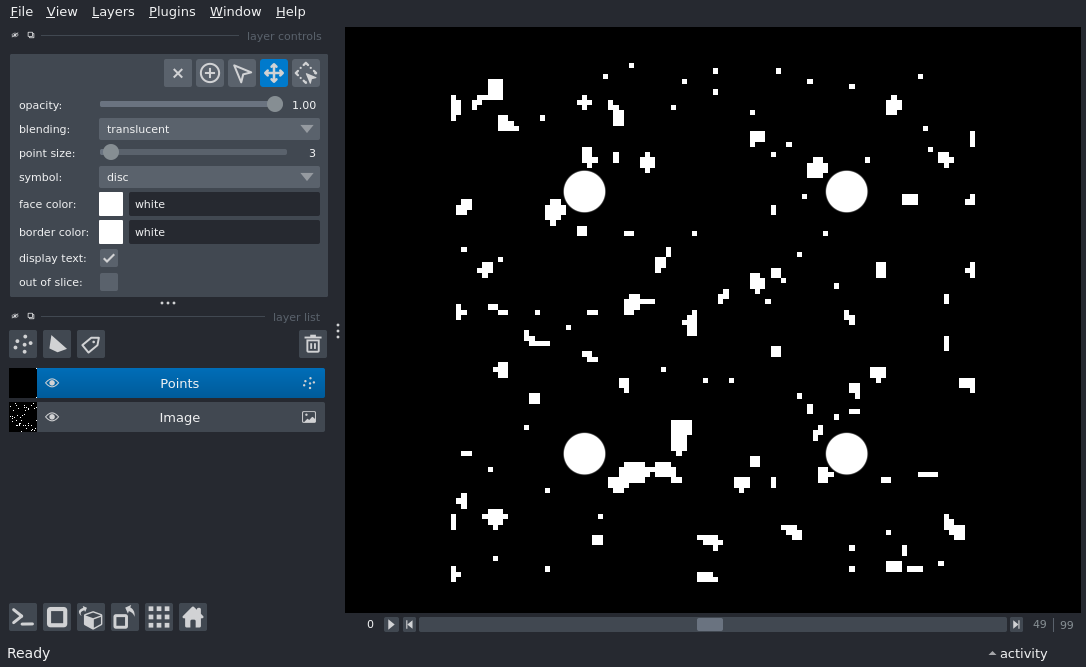 File View Layers Plugins Window Help
layer controls
opacity: 1.00
blending: translucent
point size: 3
symbol: disc
face color: white
border color: white
display text:
out of slice:
layer list
Points
Image
0 49 99
Ready activity